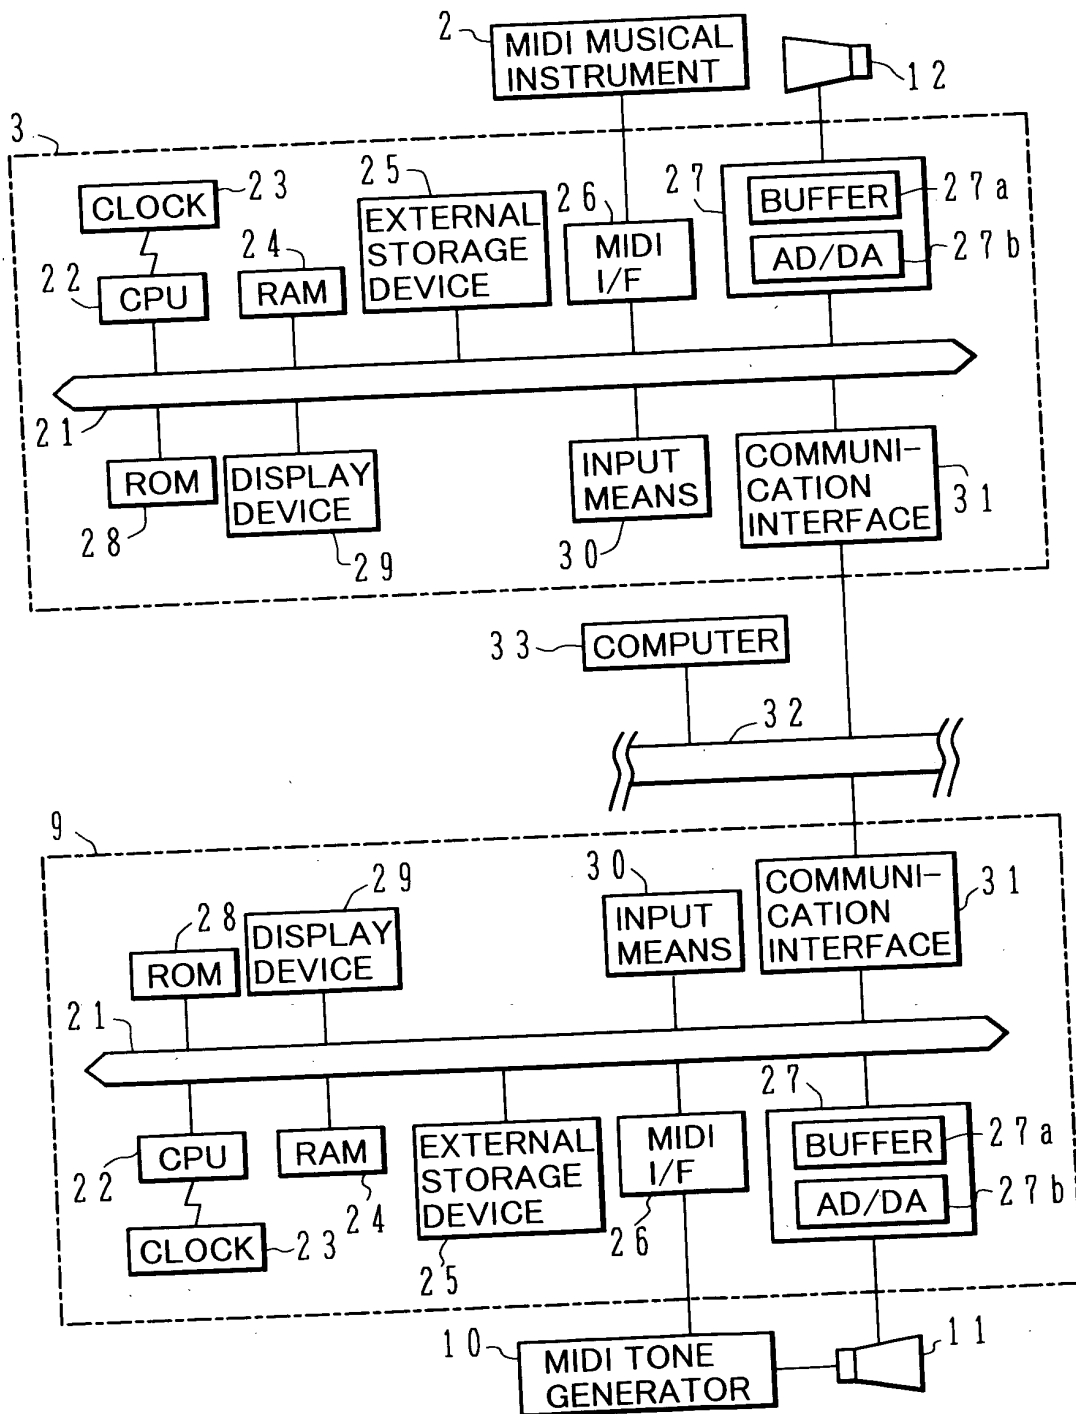 2
MIDI MUSICAL
INSTRUMENT
12
3
CLOCK
23
25
EXTERNAL
STORAGE
DEVICE
26
MIDI
I/F
27
BUFFER
27a
AD/DA
27b
22
CPU
24
RAM
21
ROM
28
DISPLAY
DEVICE
29
INPUT
MEANS
30
COMMUNI-
CATION
INTERFACE
31
33
COMPUTER
32
9
28
ROM
29
DISPLAY
DEVICE
30
INPUT
MEANS
COMMUNI-
CATION
INTERFACE
31
21
22
CPU
CLOCK
23
RAM
24
EXTERNAL
STORAGE
DEVICE
25
MIDI
I/F
26
27
BUFFER
27a
AD/DA
27b
10
MIDI TONE
GENERATOR
11